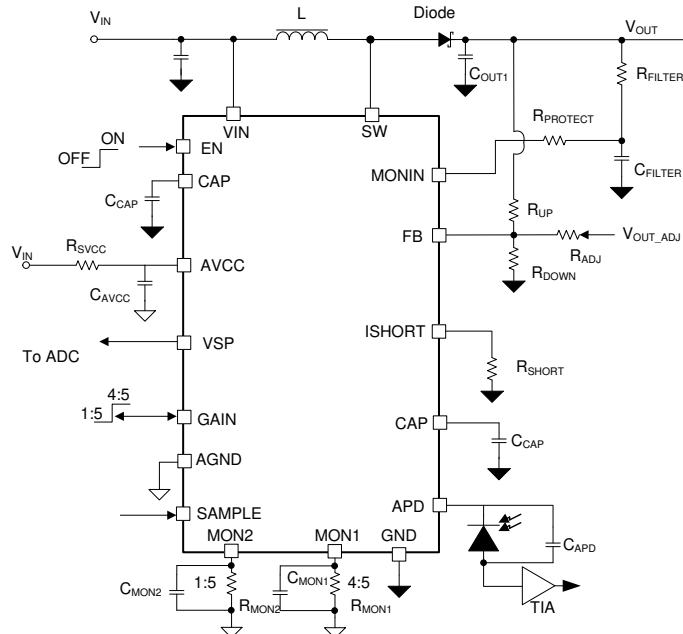 VIN
L
Diode
VOUT
COUT1
RFILTER
RPROTECT
CFILTER
VIN
SW
OFF
ON
EN
MONIN
CAP
CCAP
RUP
FB
RADJ
VOUT_ADJ
RDOWN
VIN
RSVCC
AVCC
CAVCC
ISHORT
RSHORT
VSP
To ADC
1:5
4:5
GAIN
CAP
CCAP
AGND
APD
SAMPLE
MON2
MON1
GND
CAPD
CMON2
1:5
RMON2
CMON1
4:5
RMON1
TIA